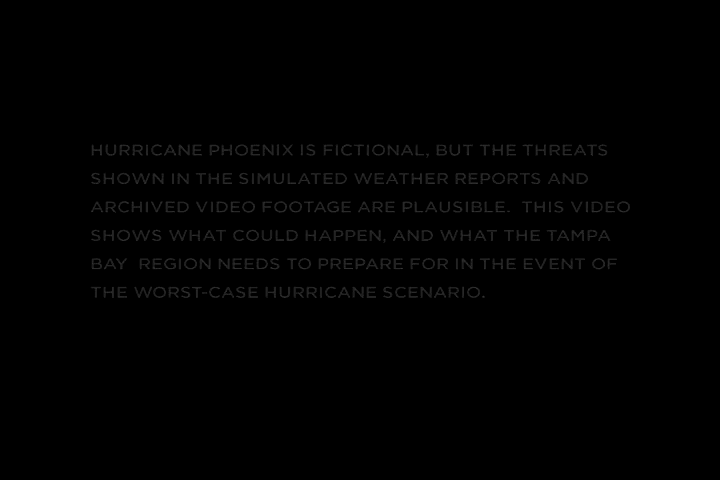 HURRICANE PHOENIX IS FICTIONAL, BUT THE THREATS
SHOWN IN THE SIMULATED WEATHER REPORTS AND
ARCHIVED VIDEO FOOTAGE ARE PLAUSIBLE.  THIS VIDEO
SHOWS WHAT COULD HAPPEN, AND WHAT THE TAMPA
BAY  REGION NEEDS TO PREPARE FOR IN THE EVENT OF
THE WORST-CASE HURRICANE SCENARIO.